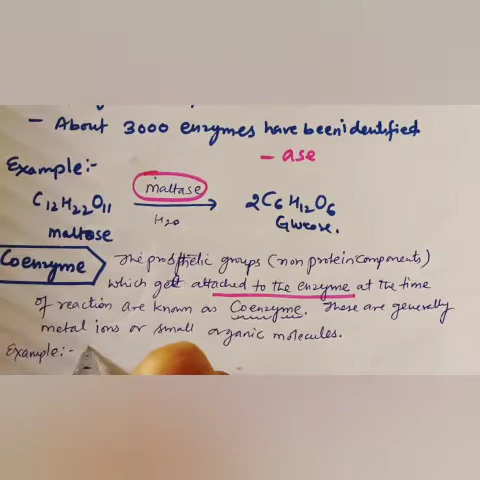 - About 3000 enzymes have been identified
- ase
Example:-
C12H22O11 maltase H2O 2C6H12O6
maltose Glucose.
Coenzyme The prosthetic groups (non protein components)
which get attached to the enzyme at the time
of reaction are known as Coenzyme. These are generally
metal ions or small organic molecules.
Example:-